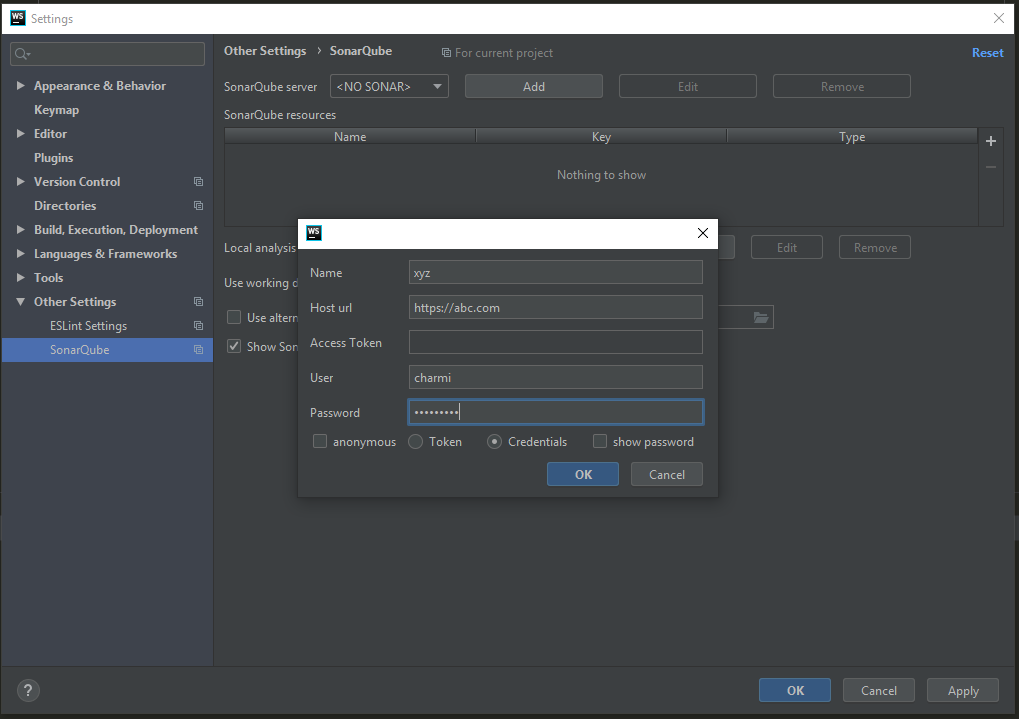 WS Settings
Other Settings › SonarQube For current project Reset
Appearance & Behavior
Keymap
Editor
Plugins
Version Control
Directories
Build, Execution, Deployment
Languages & Frameworks
Tools
Other Settings
ESLint Settings
SonarQube
SonarQube server <NO SONAR> Add Edit Remove
SonarQube resources
Name Key Type
Nothing to show
Local analysis Edit Remove
Use working
Use altern
Show Son
WS
Name xyz
Host url https://abc.com
Access Token
User charmi
Password •••••••••
anonymous Token Credentials show password
OK Cancel
? OK Cancel Apply